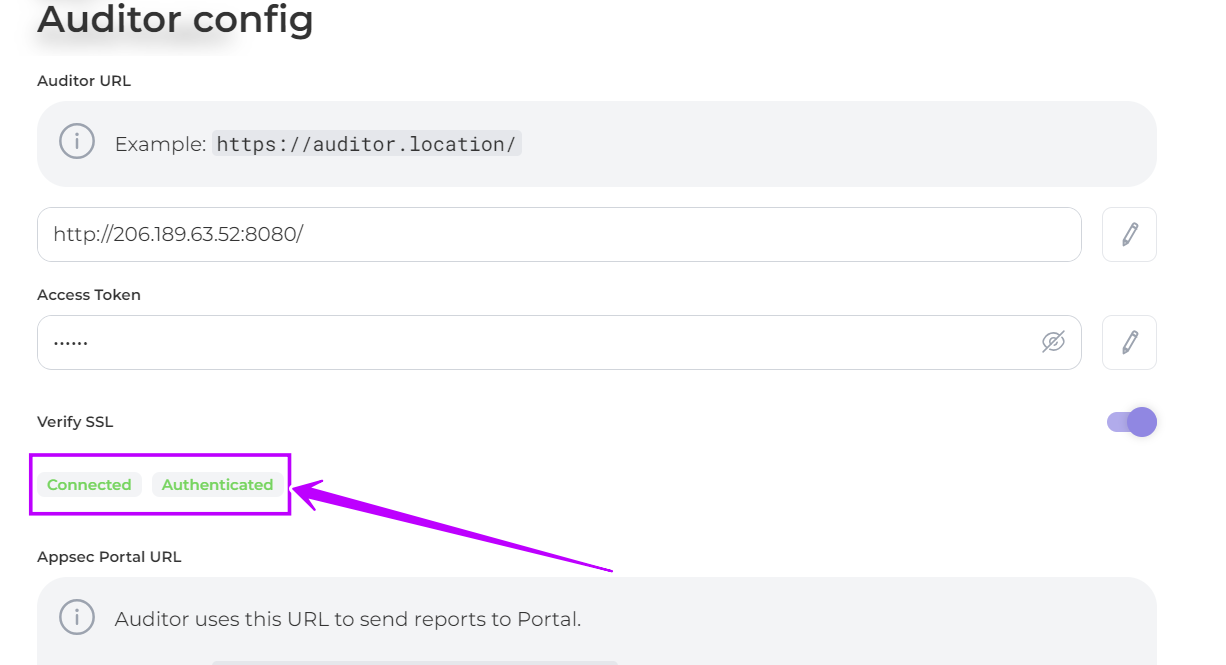 Auditor config
Auditor URL
Example: https://auditor.location/
http://206.189.63.52:8080/
Access Token
••••••
Verify SSL
Connected Authenticated
Appsec Portal URL
Auditor uses this URL to send reports to Portal.